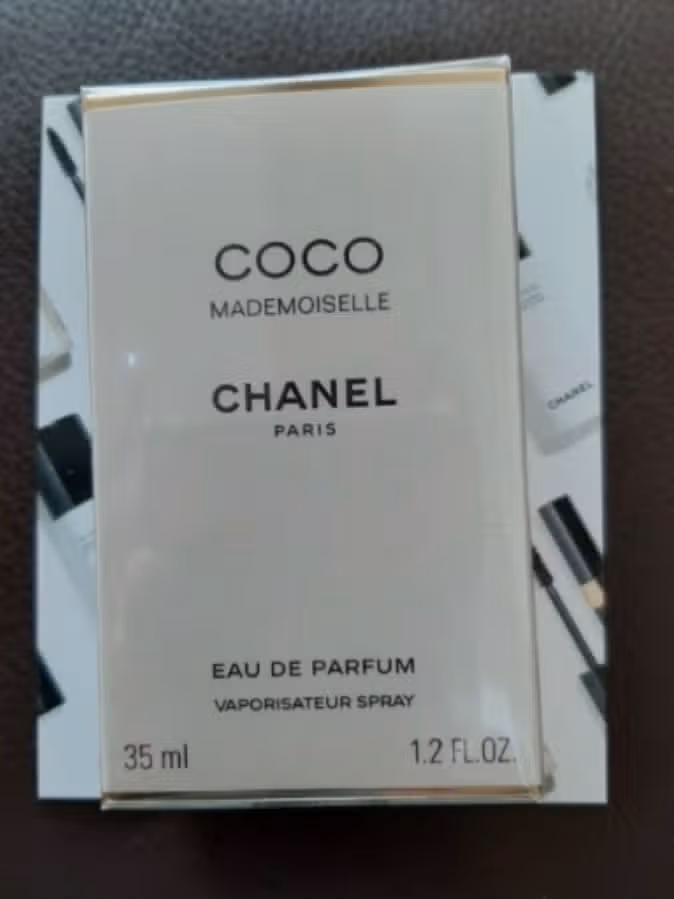 COCO
MADEMOISELLE
CHANEL
PARIS
EAU DE PARFUM
VAPORISATEUR SPRAY
35 ml
1.2 FL.OZ.
CHANEL